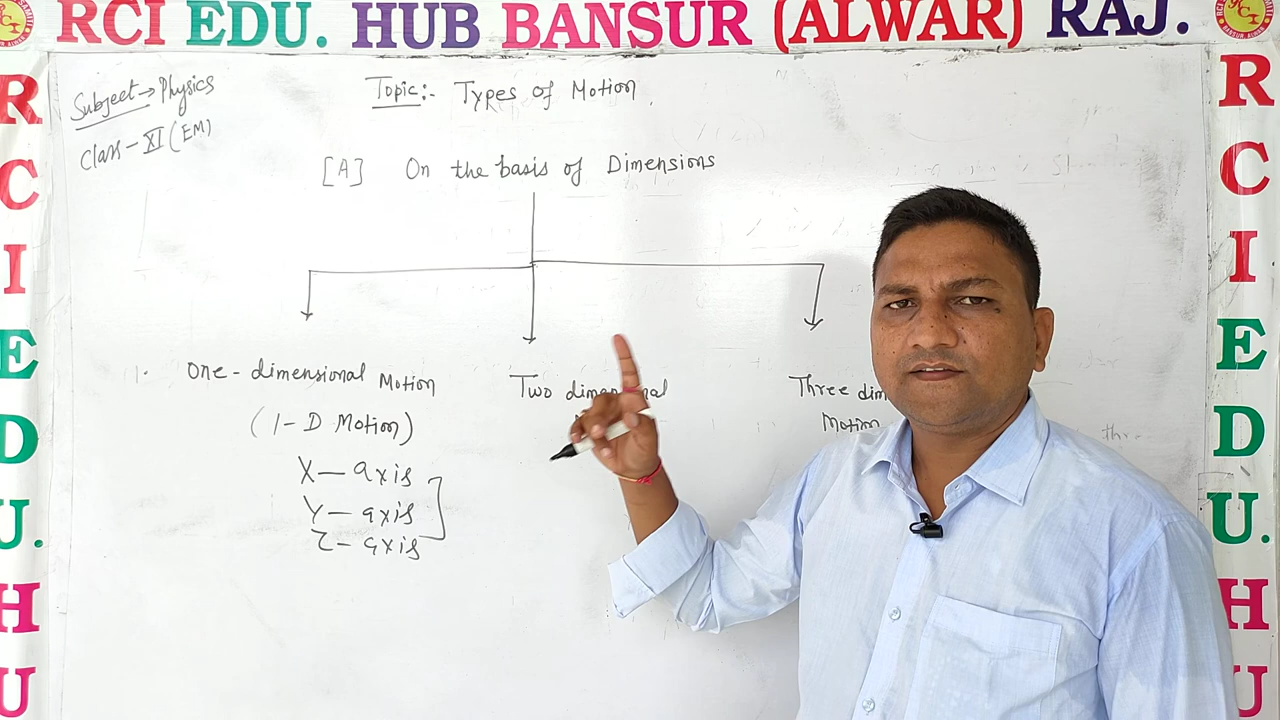 RCI EDU. HUB BANSUR (ALWAR) RAJ.
Subject → Physics
Class - XI (EM)
Topic:- Types of Motion
[A] On the basis of Dimensions
1. One-dimensional Motion
(1-D Motion)
X - axis
Y - axis
Z - axis
Two dimensional
Three dim
Motion
R
C
I
E
D
U.
H
U
R
C
I
E
D
U.
H
U